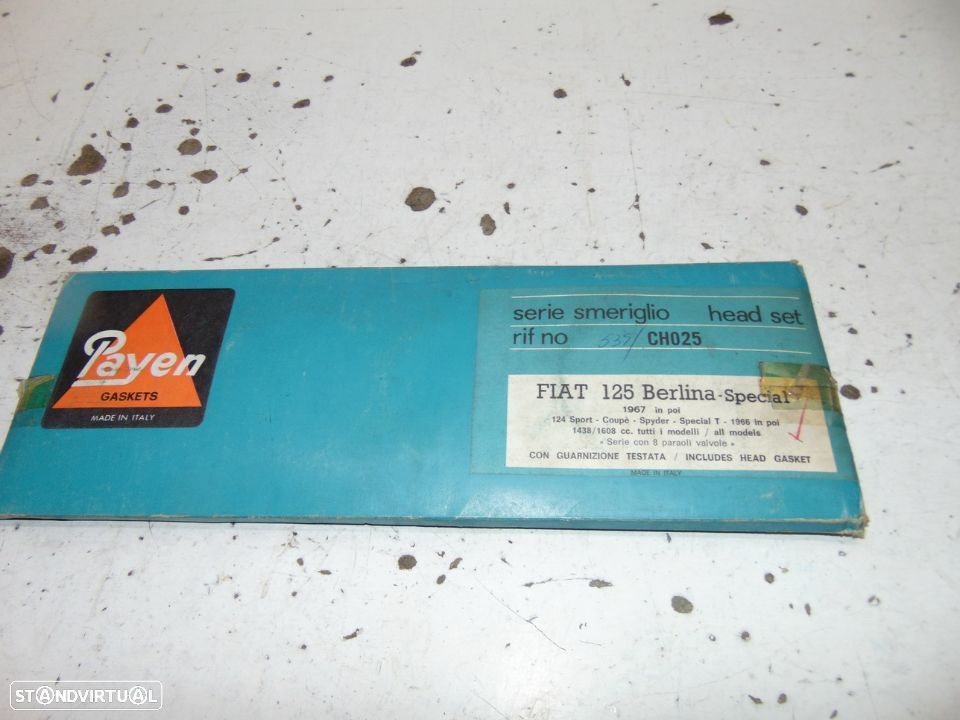 Payen
GASKETS
MADE IN ITALY
serie smeriglio head set
rif no 535/ CH025
FIAT 125 Berlina-Special
1967 in poi
124 Sport - Coupè - Spyder - Special T - 1966 in poi
1438/1608 cc. tutti i modelli / all models
« Serie con 8 paraoli valvole »
CON GUARNIZIONE TESTATA / INCLUDES HEAD GASKET
MADE IN ITALY
STANDVIRTUAL